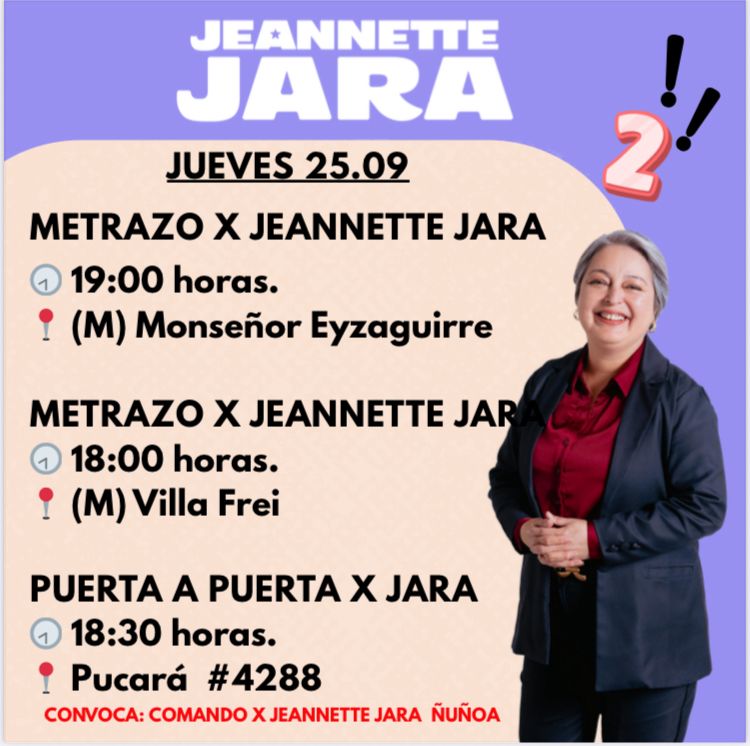 JEANNETTE
JARA
2
JUEVES 25.09
METRAZO X JEANNETTE JARA
19:00 horas.
(M) Monseñor Eyzaguirre
METRAZO X JEANNETTE JARA
18:00 horas.
(M) Villa Frei
PUERTA A PUERTA X JARA
18:30 horas.
Pucará #4288
CONVOCA: COMANDO X JEANNETTE JARA ÑUÑOA